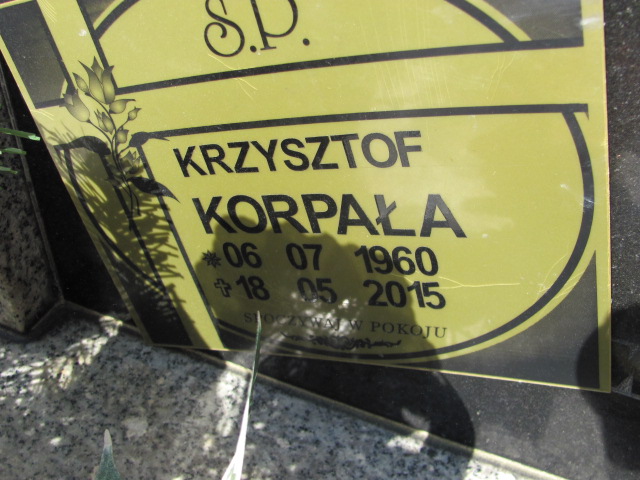 Ś.P.
KRZYSZTOF
KORPAŁA
06 07 1960
18 05 2015
SPOCZYWAJ W POKOJU